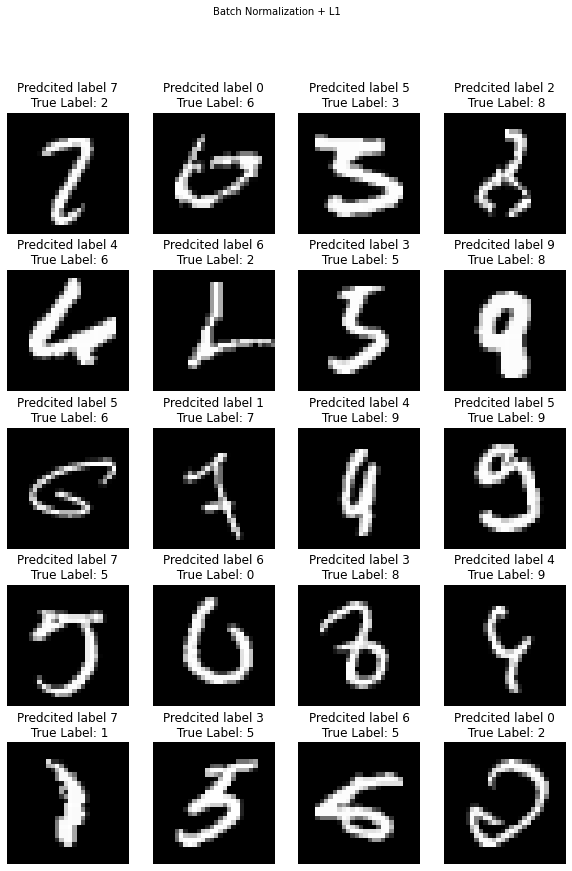 Batch Normalization + L1
Predcited label 7
True Label: 2
Predcited label 0
True Label: 6
Predcited label 5
True Label: 3
Predcited label 2
True Label: 8
Predcited label 4
True Label: 6
Predcited label 6
True Label: 2
Predcited label 3
True Label: 5
Predcited label 9
True Label: 8
Predcited label 5
True Label: 6
Predcited label 1
True Label: 7
Predcited label 4
True Label: 9
Predcited label 5
True Label: 9
Predcited label 7
True Label: 5
Predcited label 6
True Label: 0
Predcited label 3
True Label: 8
Predcited label 4
True Label: 9
Predcited label 7
True Label: 1
Predcited label 3
True Label: 5
Predcited label 6
True Label: 5
Predcited label 0
True Label: 2